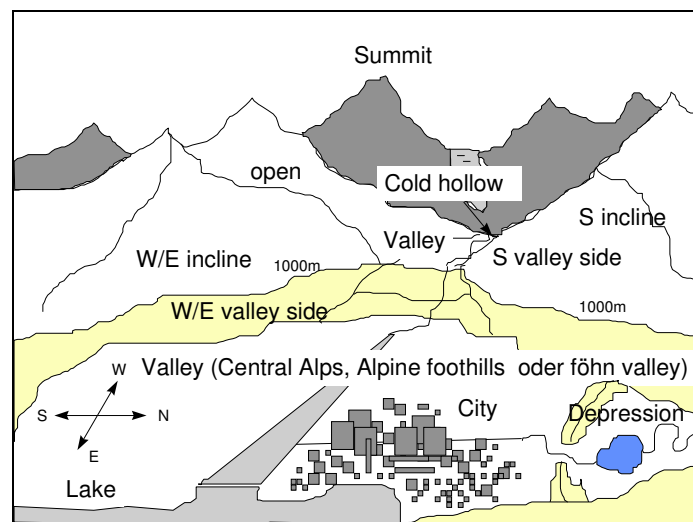 Summit
open
Cold hollow
S incline
Valley
S valley side
W/E incline
1000m
W/E valley side
1000m
Valley (Central Alps, Alpine foothills oder föhn valley)
W
S
N
E
City
Depression
Lake